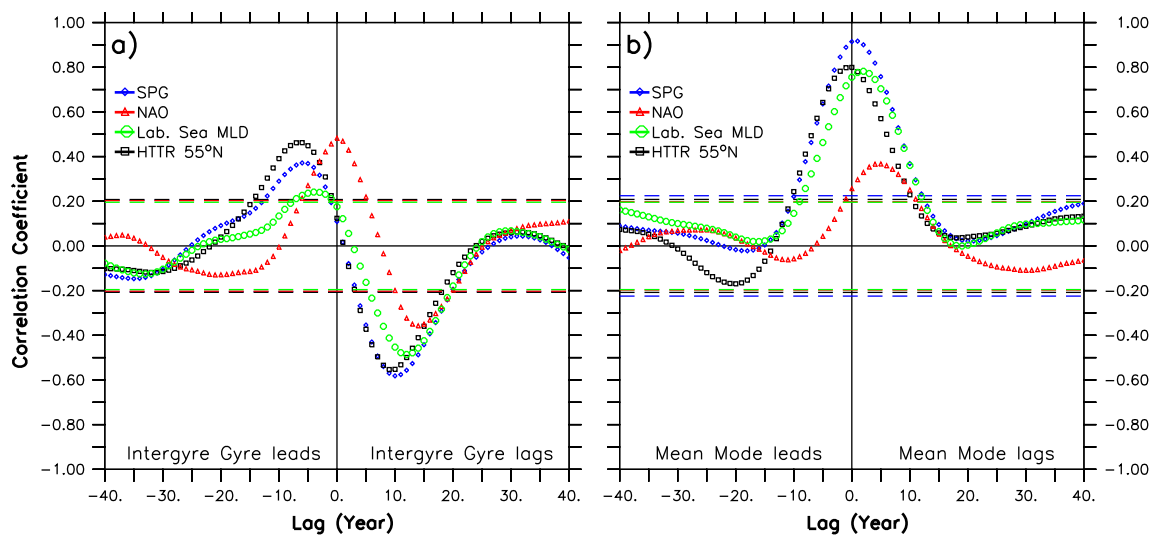 a)
SPG
NAO
Lab. Sea MLD
HTTR 55°N
Correlation Coefficient
1.00
0.80
0.60
0.40
0.20
0.00
−0.20
−0.40
−0.60
−0.80
−1.00
Intergyre Gyre leads
Intergyre Gyre lags
−40. −30. −20. −10. 0. 10. 20. 30. 40.
Lag (Year)
b)
SPG
NAO
Lab. Sea MLD
HTTR 55°N
1.00
0.80
0.60
0.40
0.20
0.00
−0.20
−0.40
−0.60
−0.80
−1.00
Mean Mode leads
Mean Mode lags
−40. −30. −20. −10. 0. 10. 20. 30. 40.
Lag (Year)